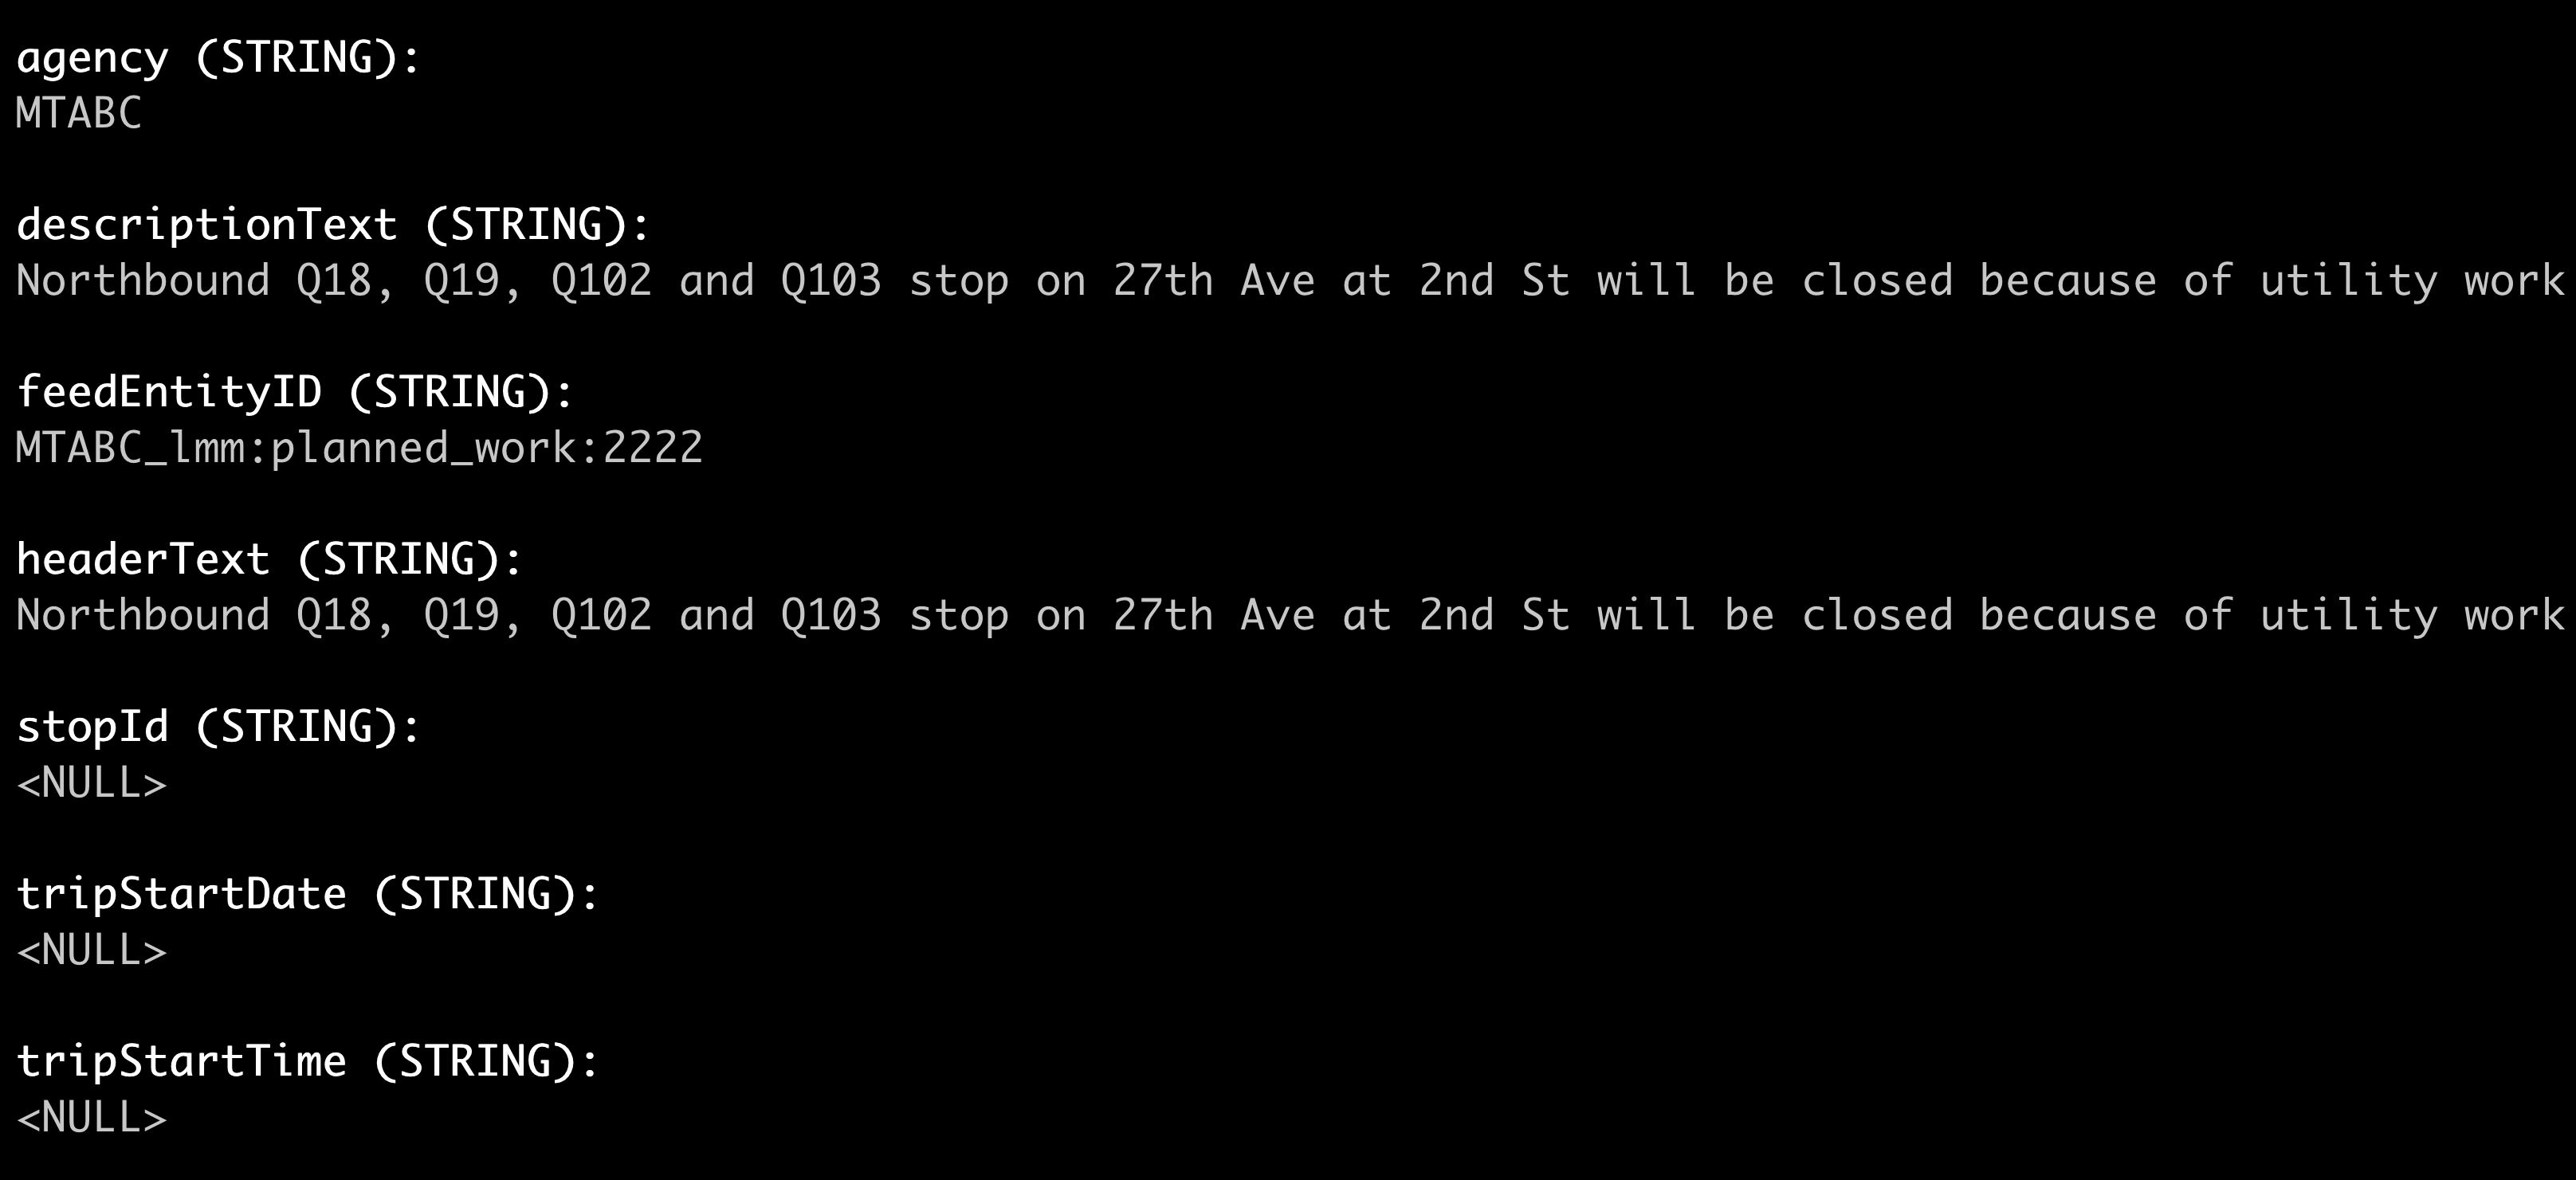 agency (STRING):
MTABC
descriptionText (STRING):
Northbound Q18, Q19, Q102 and Q103 stop on 27th Ave at 2nd St will be closed because of utility work
feedEntityID (STRING):
MTABC_lmm:planned_work:2222
headerText (STRING):
Northbound Q18, Q19, Q102 and Q103 stop on 27th Ave at 2nd St will be closed because of utility work
stopId (STRING):
<NULL>
tripStartDate (STRING):
<NULL>
tripStartTime (STRING):
<NULL>